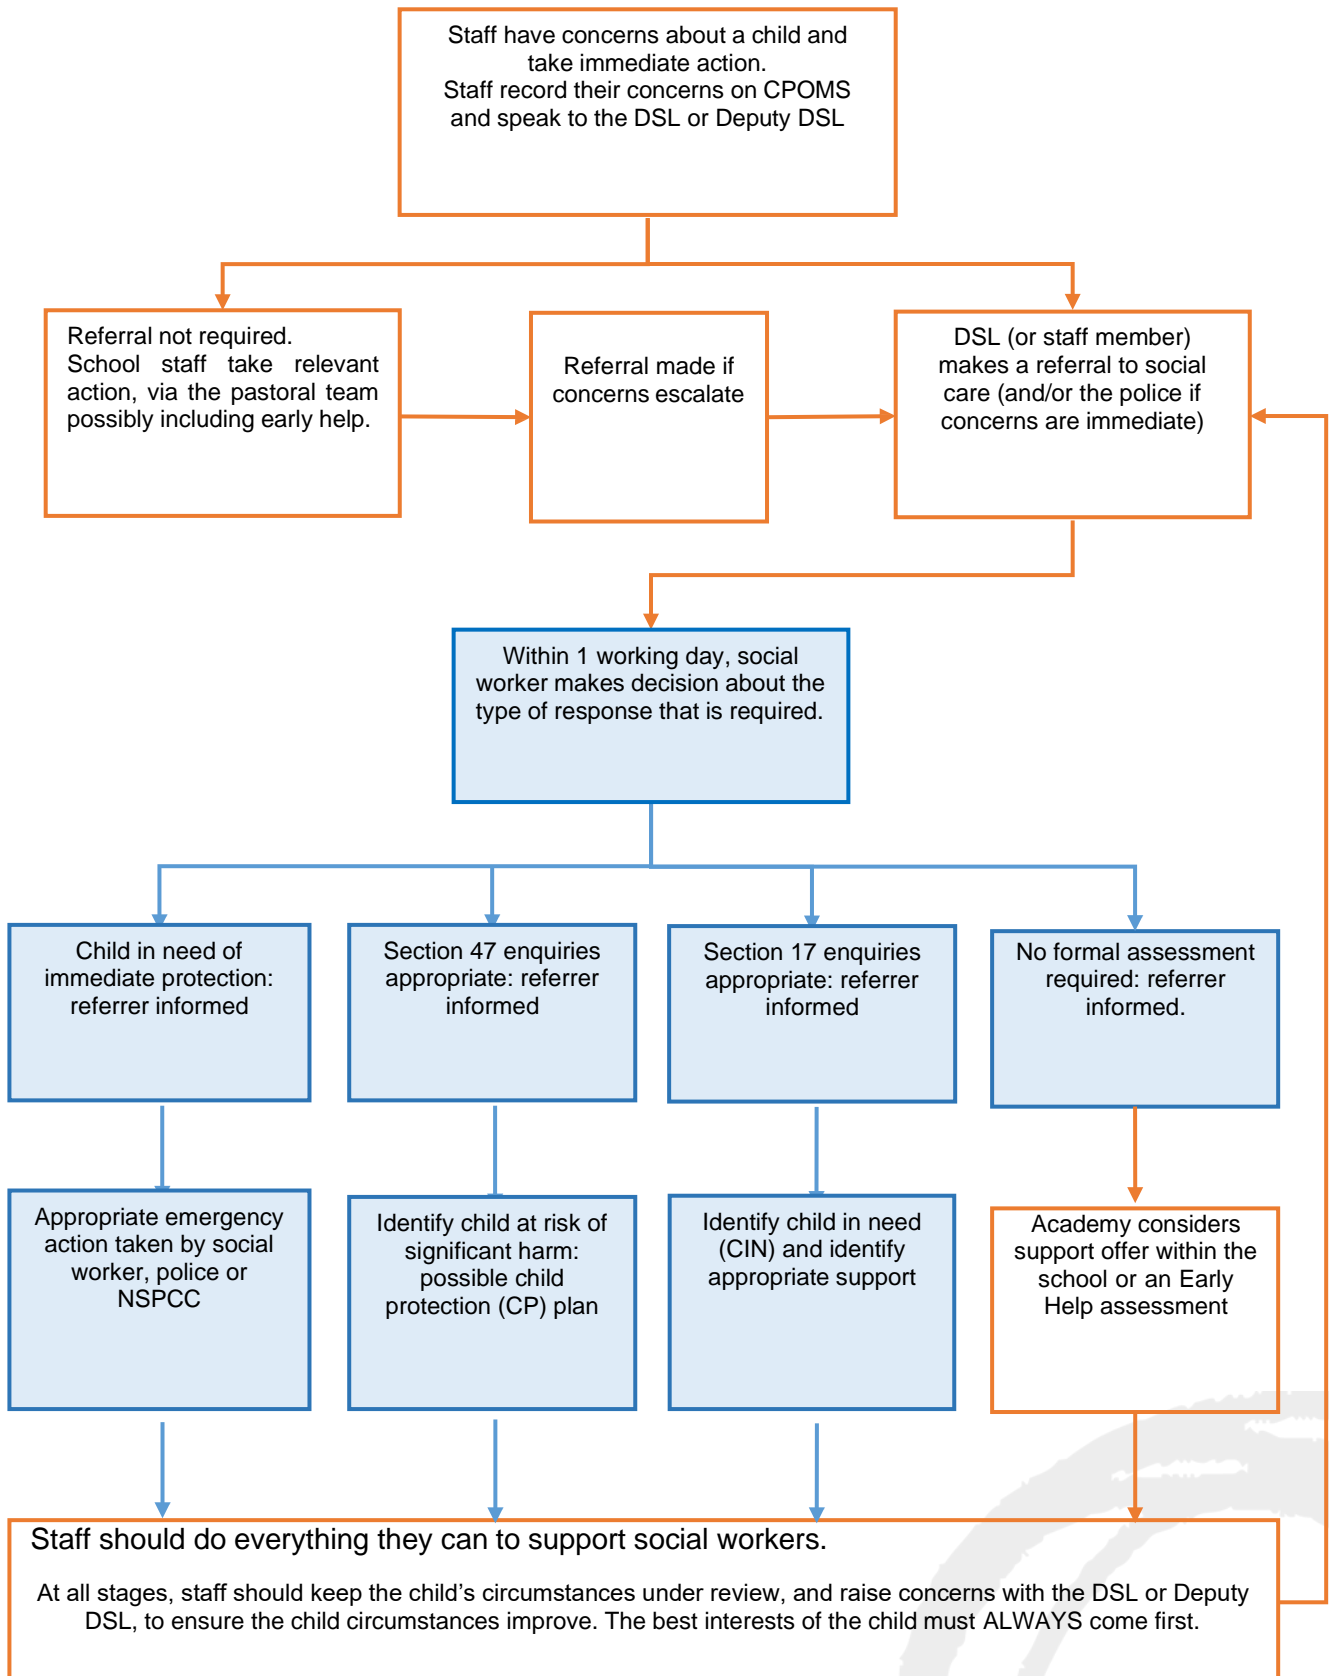 Staff have concerns about a child and
take immediate action.
Staff record their concerns on CPOMS
and speak to the DSL or Deputy DSL
Referral not required.
School staff take relevant
action, via the pastoral team
possibly including early help.
Referral made if
concerns escalate
DSL (or staff member)
makes a referral to social
care (and/or the police if
concerns are immediate)
Within 1 working day, social
worker makes decision about the
type of response that is required.
Child in need of
immediate protection:
referrer informed
Section 47 enquiries
appropriate: referrer
informed
Section 17 enquiries
appropriate: referrer
informed
No formal assessment
required: referrer
informed.
Appropriate emergency
action taken by social
worker, police or
NSPCC
Identify child at risk of
significant harm:
possible child
protection (CP) plan
Identify child in need
(CIN) and identify
appropriate support
Academy considers
support offer within the
school or an Early
Help assessment
Staff should do everything they can to support social workers.
At all stages, staff should keep the child’s circumstances under review, and raise concerns with the DSL or Deputy
DSL, to ensure the child circumstances improve. The best interests of the child must ALWAYS come first.